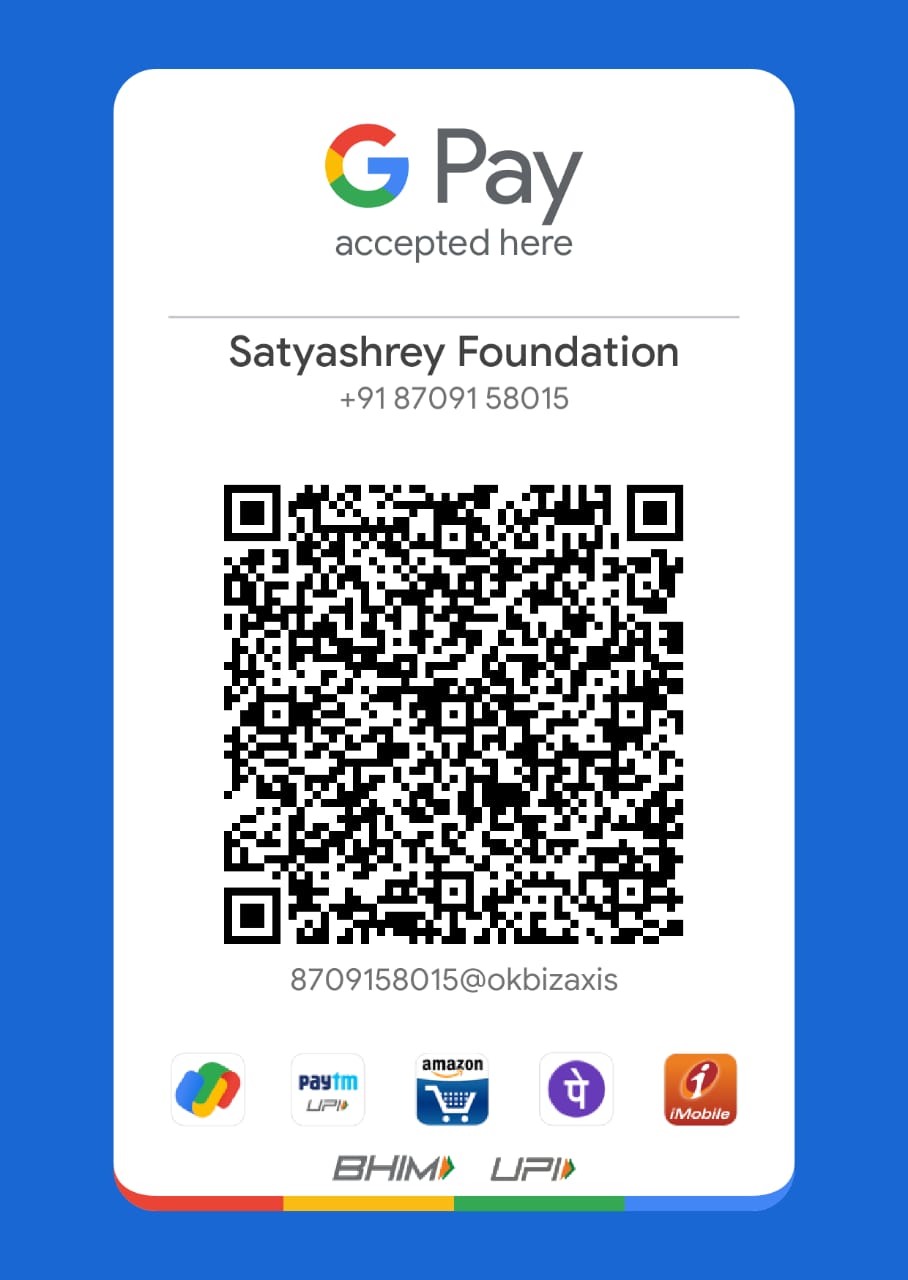 G Pay
accepted here
Satyashrey Foundation
+91 87091 58015
8709158015@okbizaxis
paytm
UPI
amazon
पे
i
iMobile
BHIM UPI